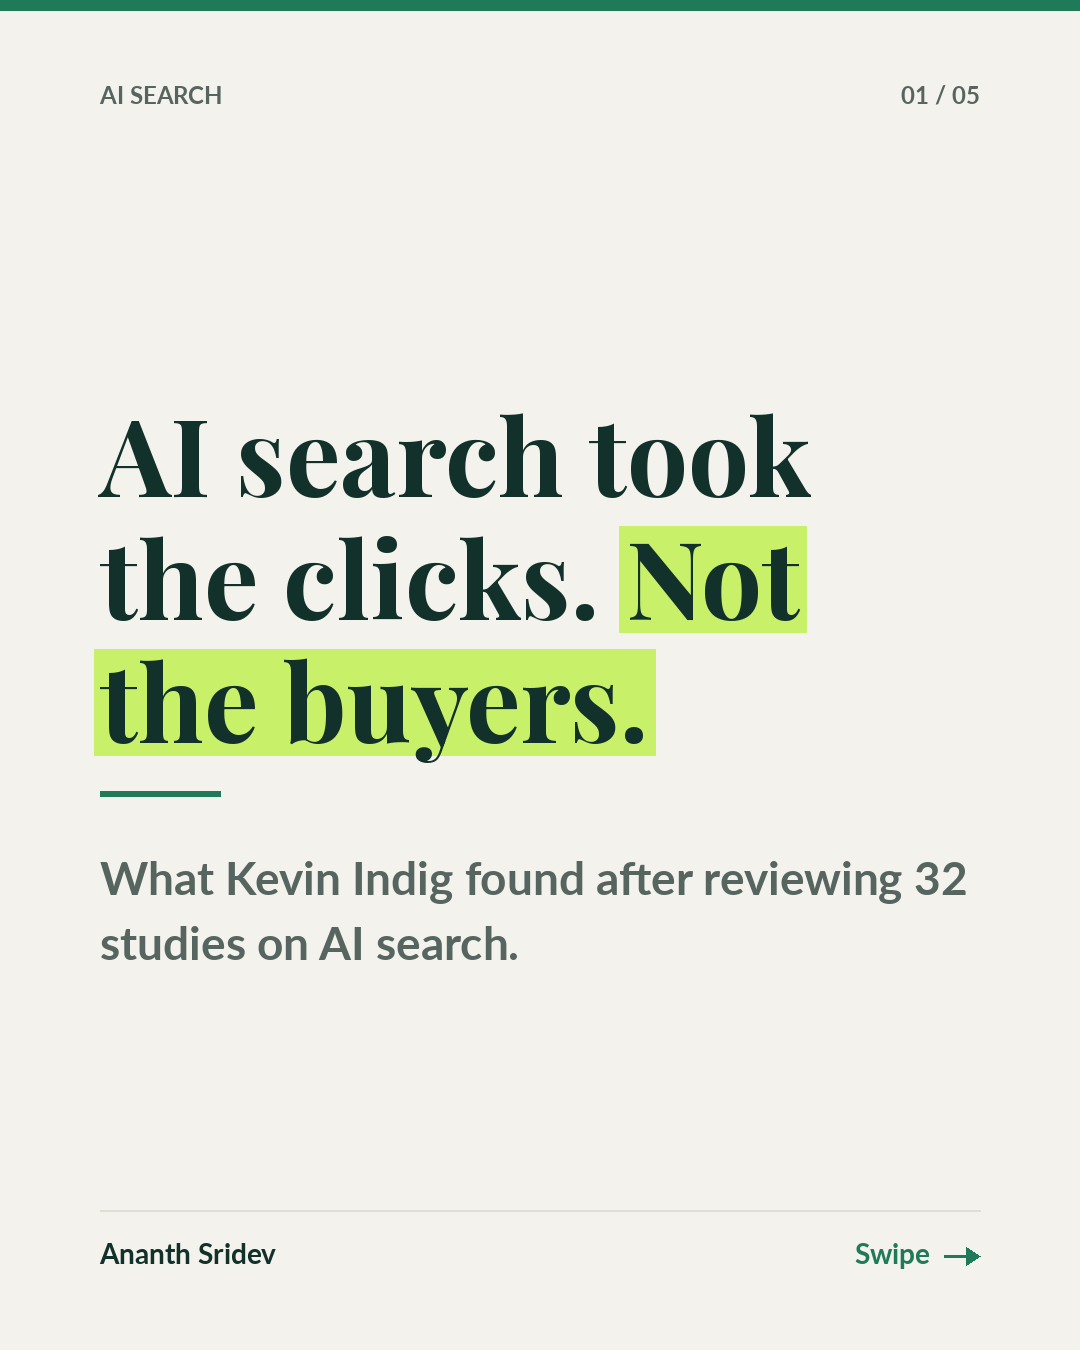 AI SEARCH
01 / 05
AI search took
the clicks. Not
the buyers.
What Kevin Indig found after reviewing 32
studies on AI search.
Ananth Sridev
Swipe